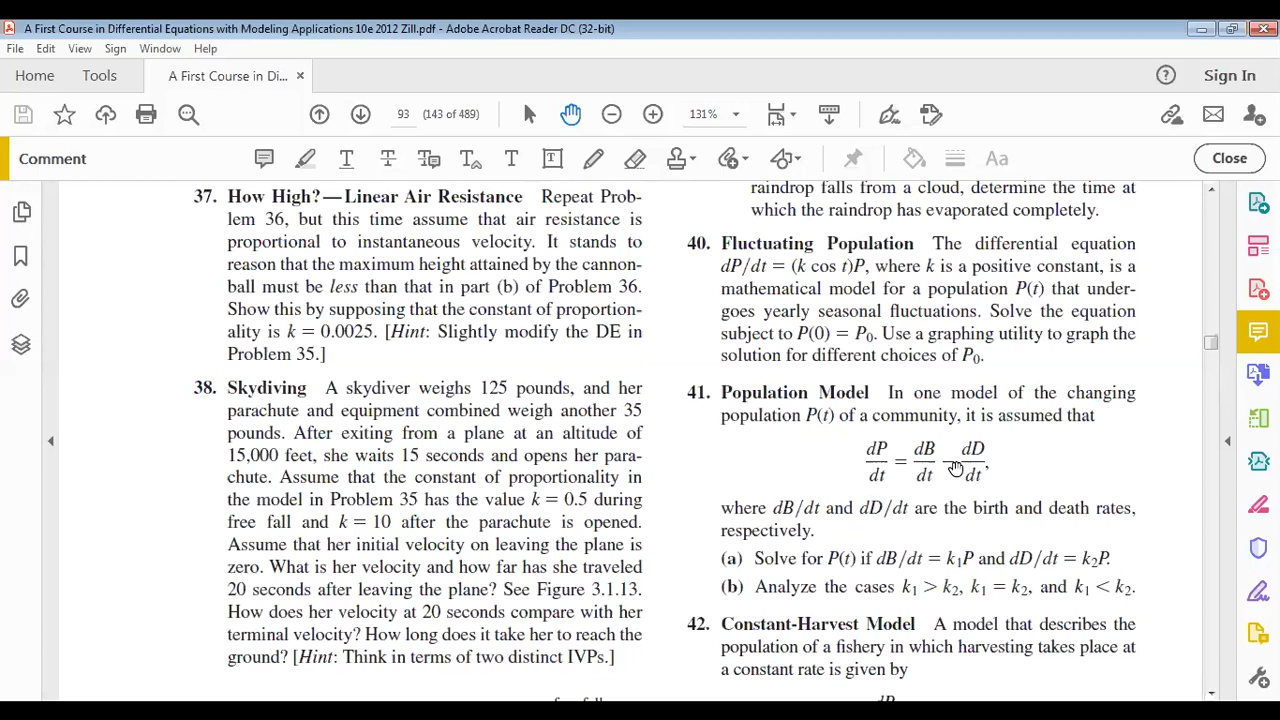 A First Course in Differential Equations with Modeling Applications 10e 2012 Zill.pdf - Adobe Acrobat Reader DC (32-bit)
File Edit View Sign Window Help
Home Tools A First Course in Di... × Sign In
93 (143 of 489) 131%
Comment Close
37. How High?—Linear Air Resistance Repeat Prob-
lem 36, but this time assume that air resistance is
proportional to instantaneous velocity. It stands to
reason that the maximum height attained by the cannon-
ball must be less than that in part (b) of Problem 36.
Show this by supposing that the constant of proportion-
ality is k = 0.0025. [Hint: Slightly modify the DE in
Problem 35.]
38. Skydiving A skydiver weighs 125 pounds, and her
parachute and equipment combined weigh another 35
pounds. After exiting from a plane at an altitude of
15,000 feet, she waits 15 seconds and opens her para-
chute. Assume that the constant of proportionality in
the model in Problem 35 has the value k = 0.5 during
free fall and k = 10 after the parachute is opened.
Assume that her initial velocity on leaving the plane is
zero. What is her velocity and how far has she traveled
20 seconds after leaving the plane? See Figure 3.1.13.
How does her velocity at 20 seconds compare with her
terminal velocity? How long does it take her to reach the
ground? [Hint: Think in terms of two distinct IVPs.]
raindrop falls from a cloud, determine the time at
which the raindrop has evaporated completely.
40. Fluctuating Population The differential equation
dP/dt = (k cos t)P, where k is a positive constant, is a
mathematical model for a population P(t) that under-
goes yearly seasonal fluctuations. Solve the equation
subject to P(0) = P₀. Use a graphing utility to graph the
solution for different choices of P₀.
41. Population Model In one model of the changing
population P(t) of a community, it is assumed that
dP/dt = dB/dt − dD/dt,
where dB/dt and dD/dt are the birth and death rates,
respectively.
(a) Solve for P(t) if dB/dt = k₁P and dD/dt = k₂P.
(b) Analyze the cases k₁ > k₂, k₁ = k₂, and k₁ < k₂.
42. Constant-Harvest Model A model that describes the
population of a fishery in which harvesting takes place at
a constant rate is given by